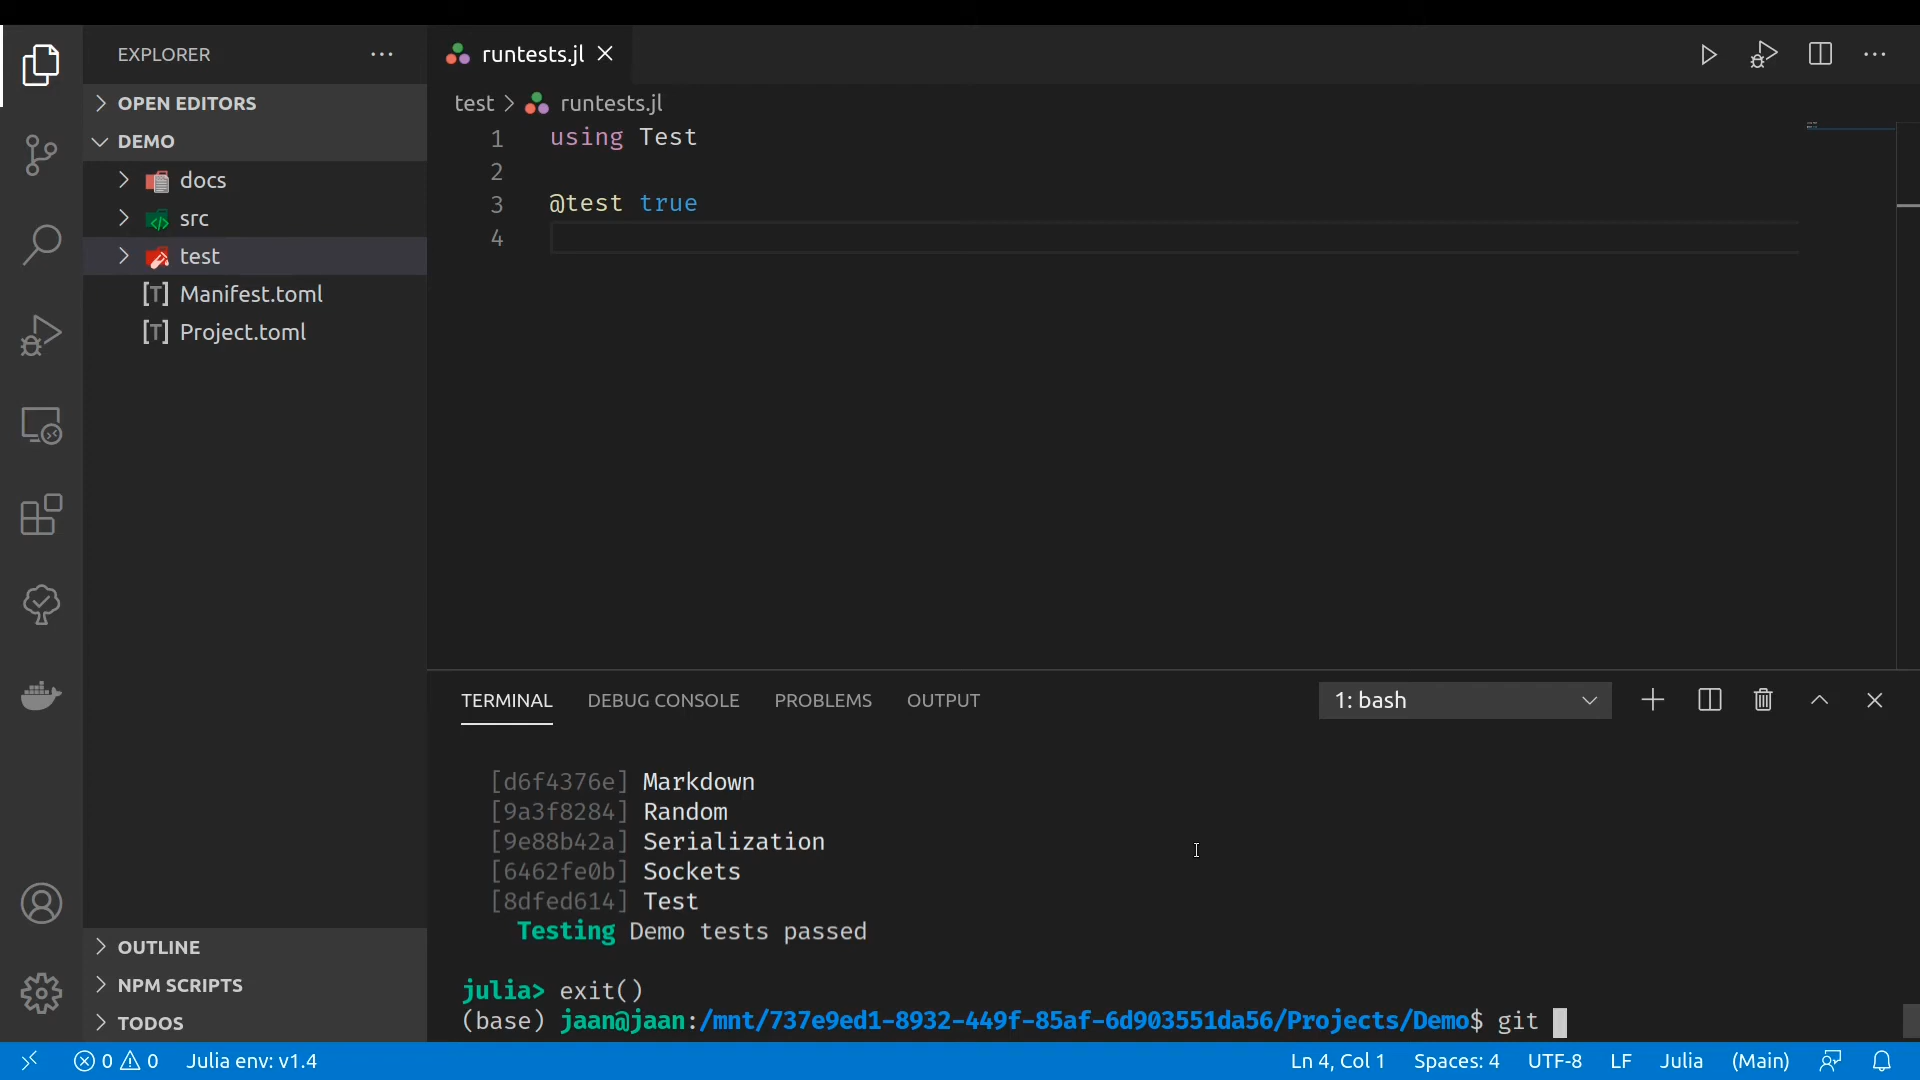 EXPLORER
OPEN EDITORS
DEMO
docs
src
test
Manifest.toml
Project.toml
OUTLINE
NPM SCRIPTS
TODOS
runtests.jl
test > runtests.jl
1 using Test
2
3 @test true
4
TERMINAL DEBUG CONSOLE PROBLEMS OUTPUT 1: bash
[d6f4376e] Markdown
[9a3f8284] Random
[9e88b42a] Serialization
[6462fe0b] Sockets
[8dfed614] Test
Testing Demo tests passed
julia> exit()
(base) jaan@jaan:/mnt/737e9ed1-8932-449f-85af-6d903551da56/Projects/Demo$ git
0 0 Julia env: v1.4 Ln 4, Col 1 Spaces: 4 UTF-8 LF Julia (Main)